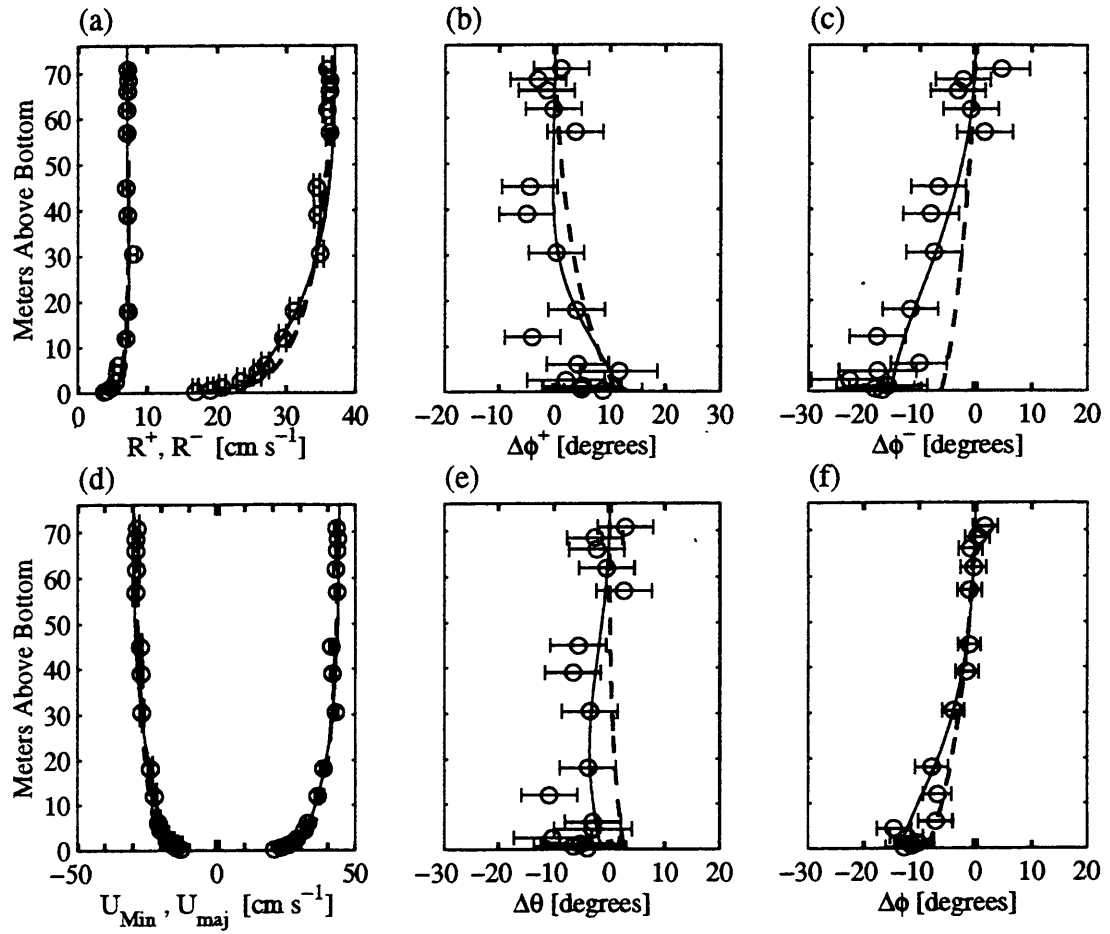 (a) (b) (c)
70
60
50
40
30
20
10
0
Meters Above Bottom
0 10 20 30 40
−20 −10 0 10 20 30
−30 −20 −10 0 10 20
R⁺, R⁻ [cm s⁻¹]
Δϕ⁺ [degrees]
Δϕ⁻ [degrees]
(d) (e) (f)
70
60
50
40
30
20
10
0
Meters Above Bottom
−50 0 50
−30 −20 −10 0 10 20
−30 −20 −10 0 10 20
U_Min , U_maj [cm s⁻¹]
Δθ [degrees]
Δϕ [degrees]